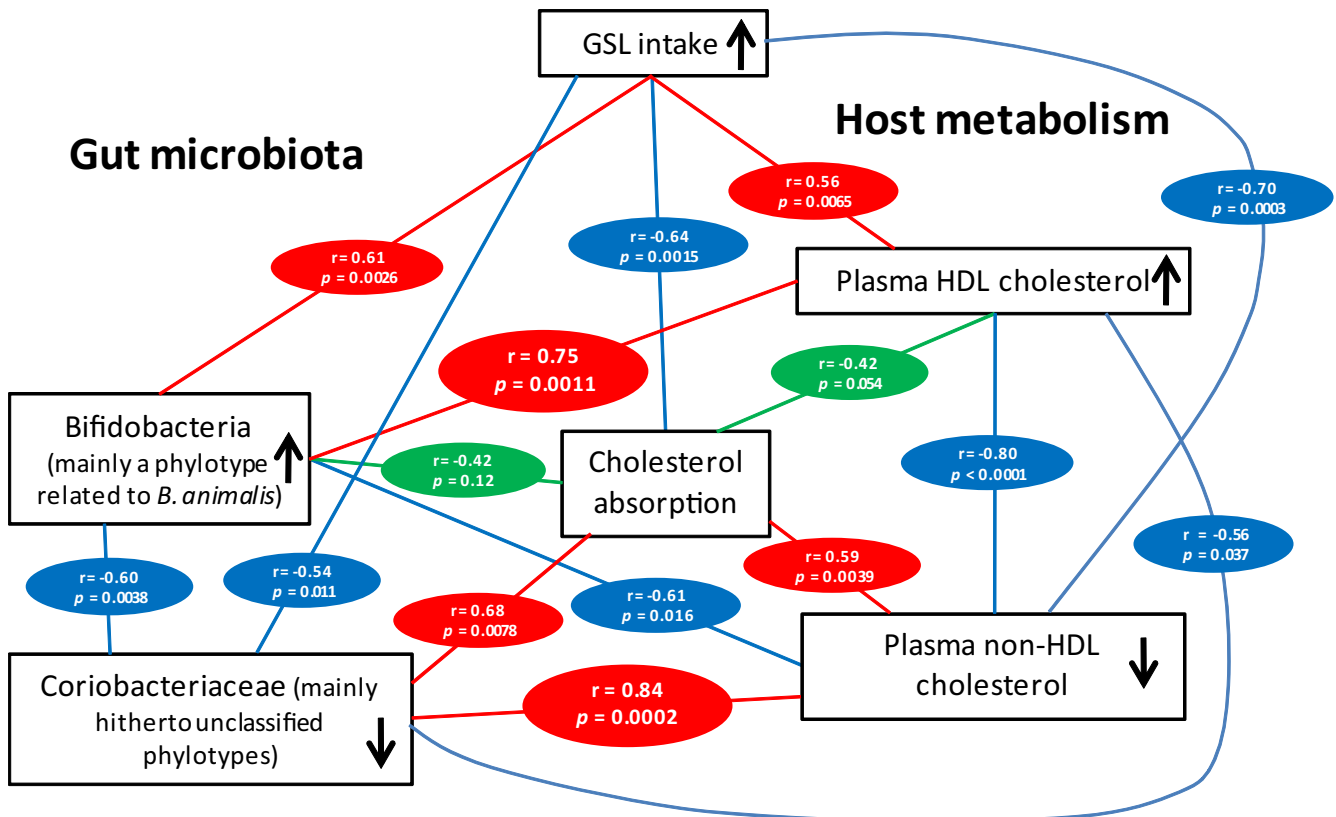 GSL intake
Host metabolism
Gut microbiota
r= 0.56
p = 0.0065
r= -0.70
p = 0.0003
r= 0.61
p = 0.0026
r= -0.64
p = 0.0015
Plasma HDL cholesterol
r = 0.75
p = 0.0011
r= -0.42
p = 0.054
Bifidobacteria
(mainly a phylotype
related to B. animalis)
r= -0.42
p = 0.12
Cholesterol
absorption
r= -0.80
p < 0.0001
r = -0.56
p = 0.037
r= -0.60
p = 0.0038
r= -0.54
p = 0.011
r= 0.59
p = 0.0039
r= 0.68
p = 0.0078
r= -0.61
p = 0.016
Plasma non-HDL
cholesterol
Coriobacteriaceae (mainly
hitherto unclassified
phylotypes)
r = 0.84
p = 0.0002